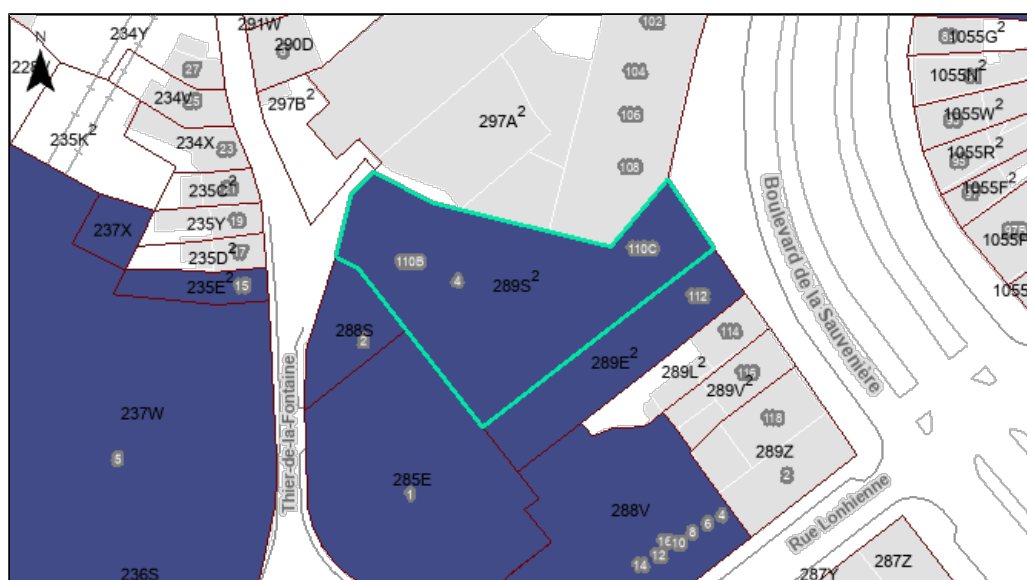 234Y
291W
290D
102
1055G²
N
27
104
1055N²
234V
25
297B²
297A²
106
1055W²
235K²
234X
23
108
1055R²
235C²
1055F²
237X
235Y
19
235D²
17
110B
4
289S²
110C
235E²
15
112
288S
2
289E²
114
289L²
116
289V²
237W
5
118
289Z
2
285E
1
288V
4
6
8
10
12
14
236S
287Y
287Z
Boulevard de la Sauvenière
Thier-de-la-Fontaine
Rue Lonhienne